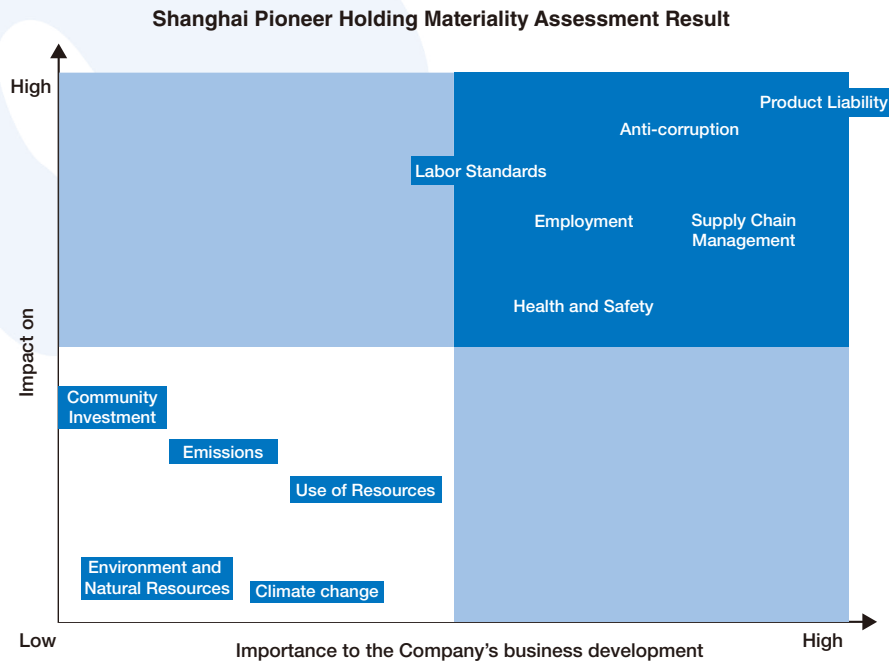 Shanghai Pioneer Holding Materiality Assessment Result
High
Product Liability
Anti-corruption
Labor Standards
Employment
Supply Chain
Management
Health and Safety
Impact on
Community
Investment
Emissions
Use of Resources
Environment and
Natural Resources
Climate change
Low
Importance to the Company’s business development
High